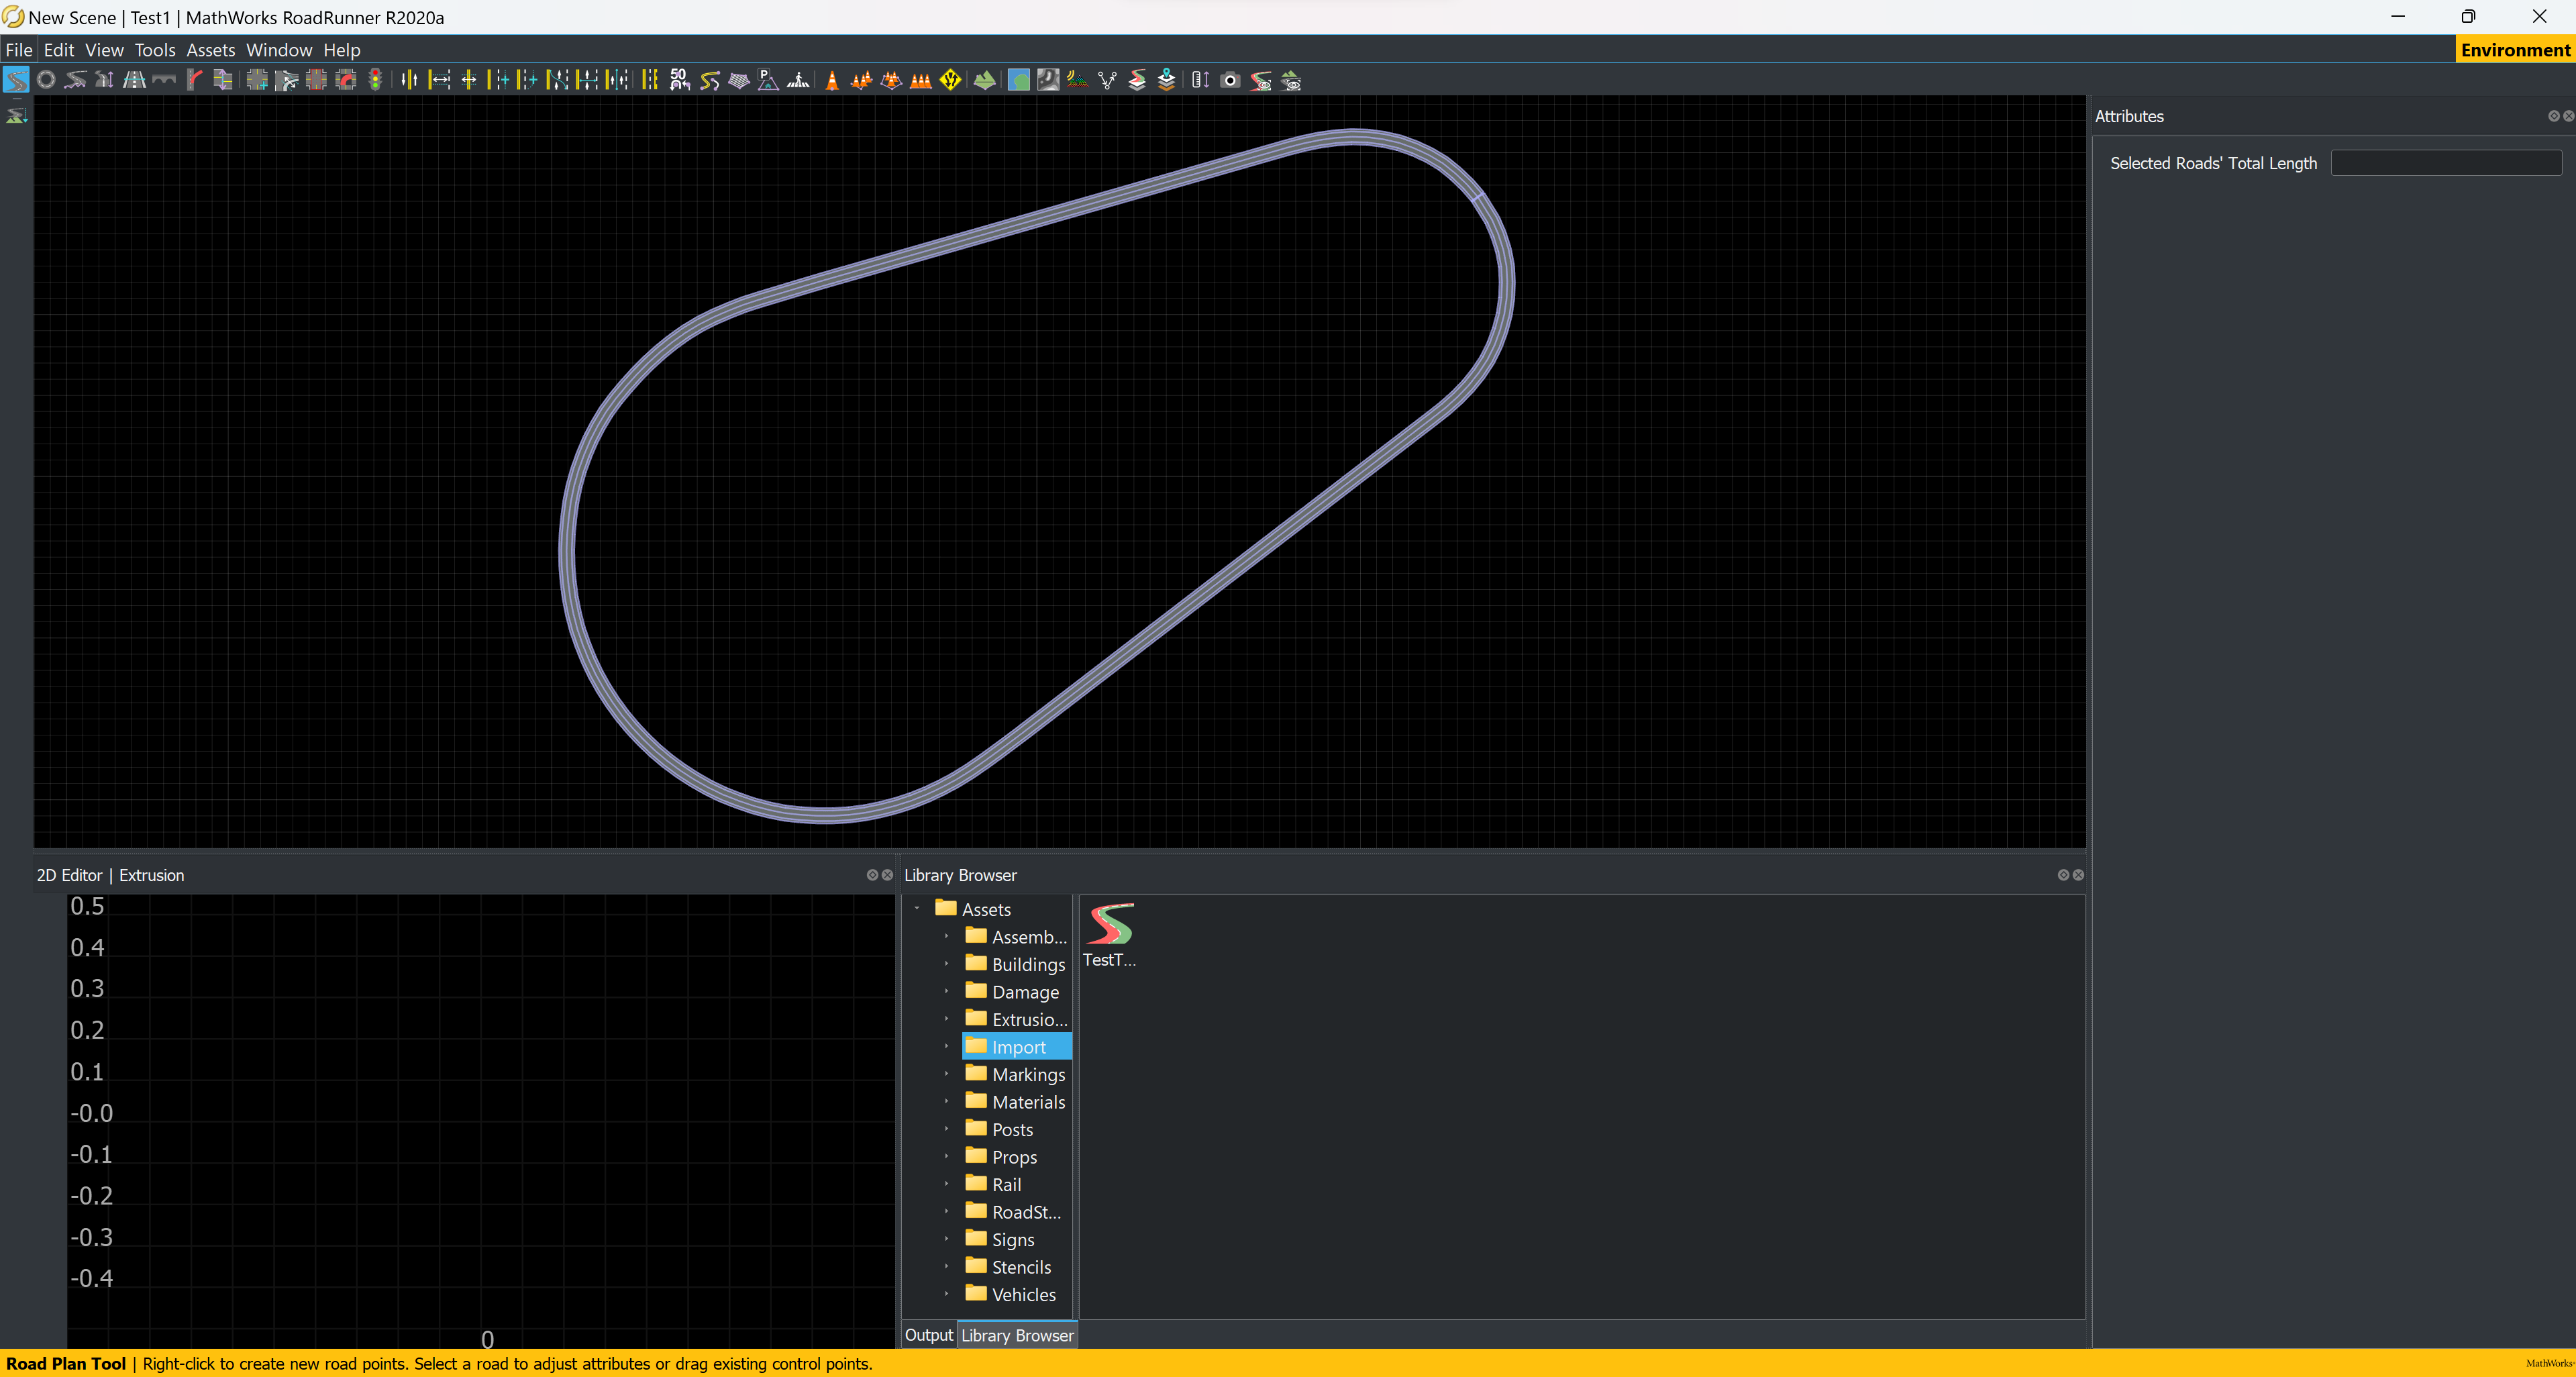 New Scene | Test1 | MathWorks RoadRunner R2020a
File Edit View Tools Assets Window Help
Environment
50
P
Attributes
Selected Roads' Total Length
2D Editor | Extrusion
0.5
0.4
0.3
0.2
0.1
-0.0
-0.1
-0.2
-0.3
-0.4
0
Library Browser
Assets
Assemb...
Buildings
Damage
Extrusio...
Import
Markings
Materials
Posts
Props
Rail
RoadSt...
Signs
Stencils
Vehicles
TestT...
Output Library Browser
Road Plan Tool | Right-click to create new road points. Select a road to adjust attributes or drag existing control points.
MathWorks